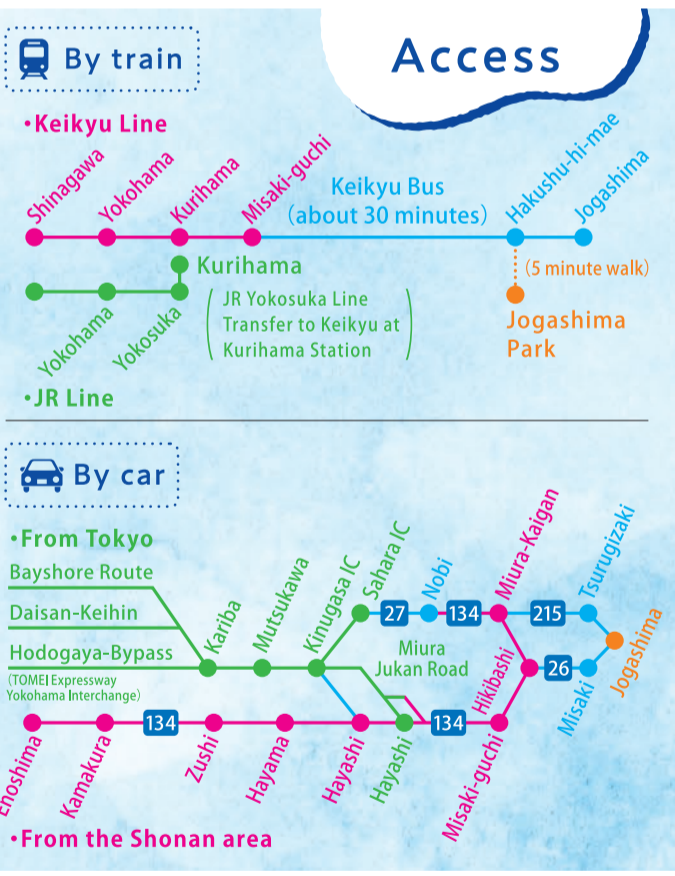 Access
By train
・Keikyu Line
Shinagawa
Yokohama
Kurihama
Misaki-guchi
Keikyu Bus
(about 30 minutes)
Hakushu-hi-mae
Jogashima
(5 minute walk)
Jogashima
Park
Kurihama
Yokohama
Yokosuka
(JR Yokosuka Line
Transfer to Keikyu at
Kurihama Station)
・JR Line
By car
・From Tokyo
Bayshore Route
Daisan-Keihin
Hodogaya-Bypass
(TOMEI Expressway
Yokohama Interchange)
Kariba
Mutsukawa
Kinugasa IC
Sahara IC
27
Nobi
134
Miura-Kaigan
215
Tsurugizaki
Jogashima
Miura
Jukan Road
Hikibashi
26
Misaki
134
134
Enoshima
Kamakura
Zushi
Hayama
Hayashi
Hayashi
Misaki-guchi
・From the Shonan area